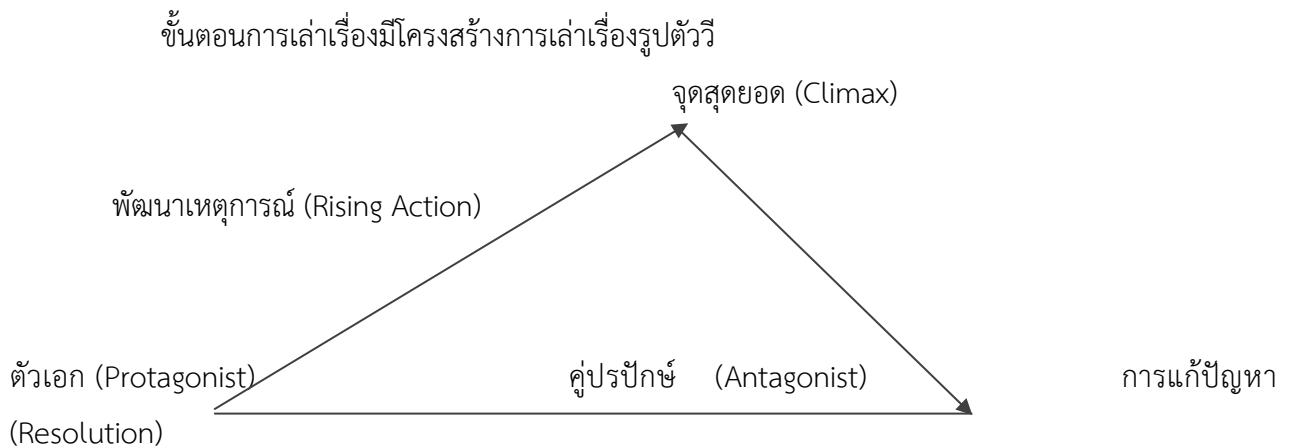 ขั้นตอนการเล่าเรื่องมีโครงสร้างการเล่าเรื่องรูปตัววี
จุดสุดยอด (Climax)
พัฒนาเหตุการณ์ (Rising Action)
ตัวเอก (Protagonist) คู่ปรปักษ์ (Antagonist) การแก้ปัญหา
(Resolution)